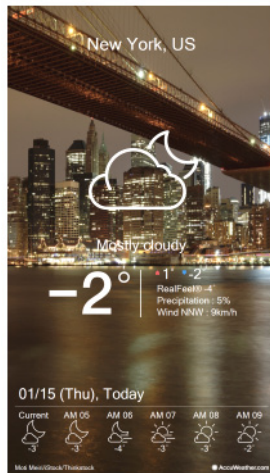 New York, US
Mostly cloudy
-2°
1° -2°
RealFeel® -4°
Precipitation : 5%
Wind NNW : 9km/h
01/15 (Thu), Today
Current AM 05 AM 06 AM 07 AM 08 AM 09
-3° -3° -4° -3° -3° -2°
AccuWeather.com